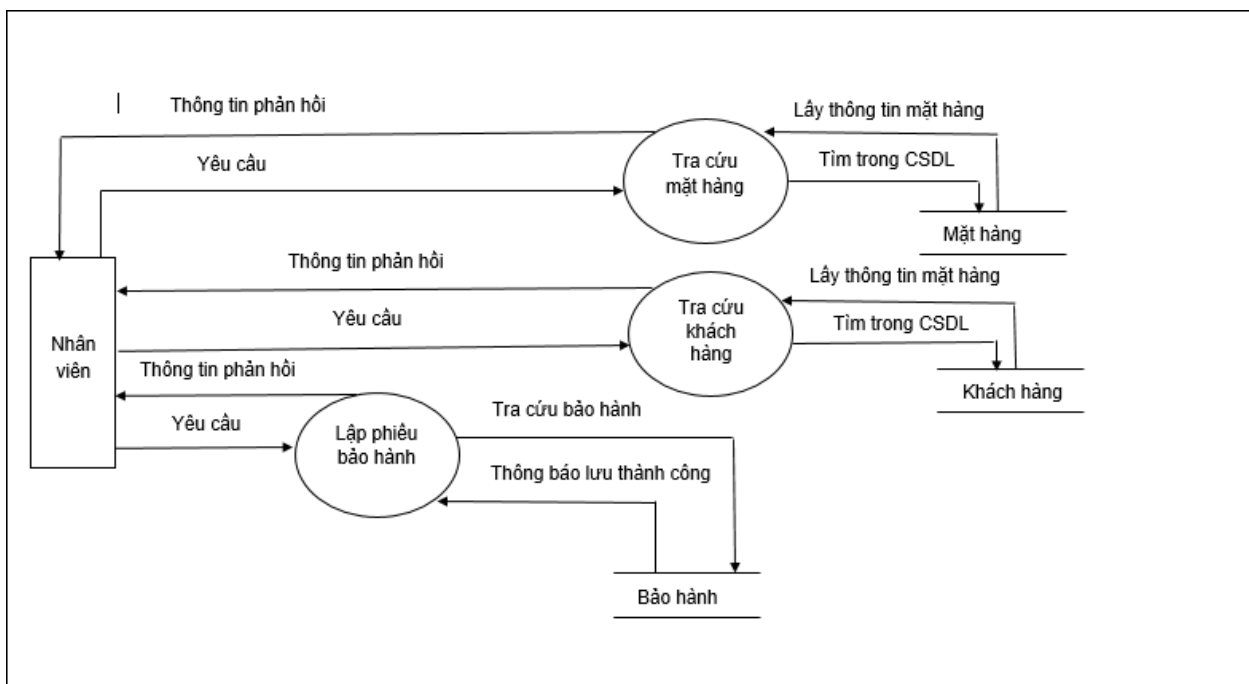 Thông tin phản hồi
Lấy thông tin mặt hàng
Yêu cầu
Tra cứu
mặt hàng
Tìm trong CSDL
Mặt hàng
Thông tin phản hồi
Lấy thông tin mặt hàng
Yêu cầu
Tra cứu
khách
hàng
Tìm trong CSDL
Nhân
viên
Khách hàng
Thông tin phản hồi
Yêu cầu
Lập phiếu
bảo hành
Tra cứu bảo hành
Thông báo lưu thành công
Bảo hành